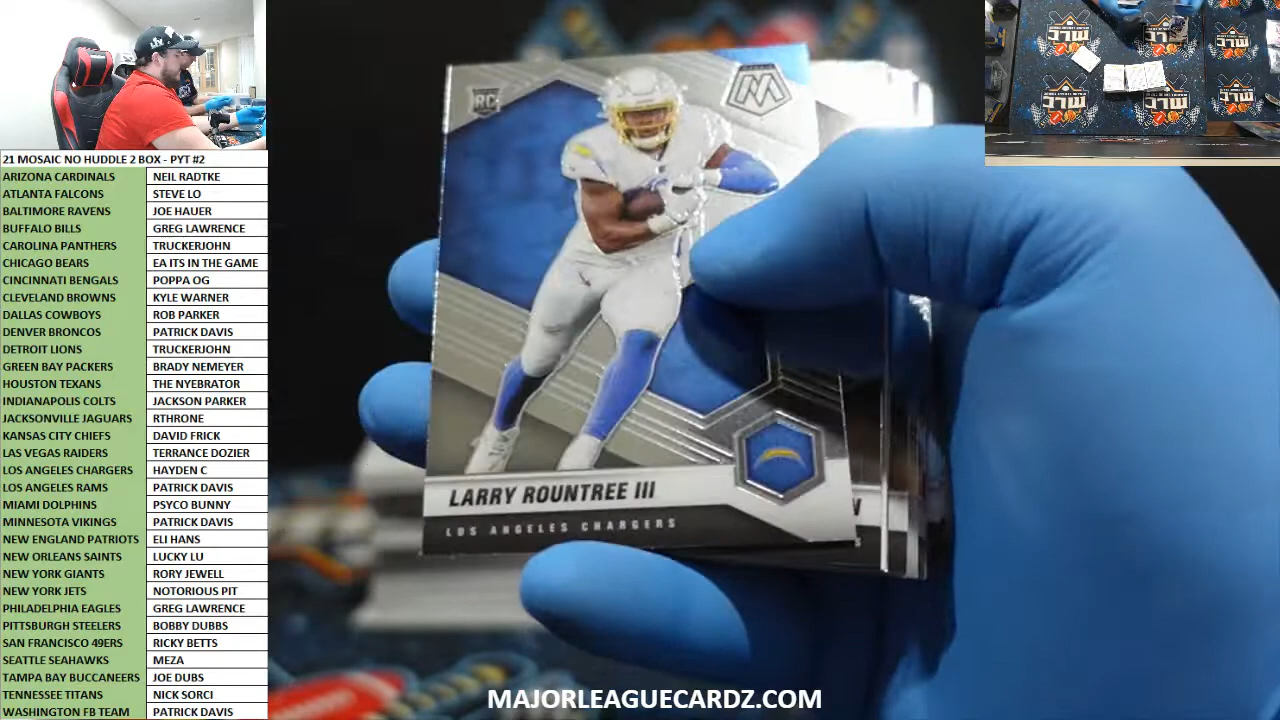 21 MOSAIC NO HUDDLE 2 BOX - PYT #2
ARIZONA CARDINALS NEIL RADTKE
ATLANTA FALCONS STEVE LO
BALTIMORE RAVENS JOE HAUER
BUFFALO BILLS GREG LAWRENCE
CAROLINA PANTHERS TRUCKERJOHN
CHICAGO BEARS EA ITS IN THE GAME
CINCINNATI BENGALS POPPA OG
CLEVELAND BROWNS KYLE WARNER
DALLAS COWBOYS ROB PARKER
DENVER BRONCOS PATRICK DAVIS
DETROIT LIONS TRUCKERJOHN
GREEN BAY PACKERS BRADY NEMEYER
HOUSTON TEXANS THE NYEBRATOR
INDIANAPOLIS COLTS JACKSON PARKER
JACKSONVILLE JAGUARS RTHRONE
KANSAS CITY CHIEFS DAVID FRICK
LAS VEGAS RAIDERS TERRANCE DOZIER
LOS ANGELES CHARGERS HAYDEN C
LOS ANGELES RAMS PATRICK DAVIS
MIAMI DOLPHINS PSYCO BUNNY
MINNESOTA VIKINGS PATRICK DAVIS
NEW ENGLAND PATRIOTS ELI HANS
NEW ORLEANS SAINTS LUCKY LU
NEW YORK GIANTS RORY JEWELL
NEW YORK JETS NOTORIOUS PIT
PHILADELPHIA EAGLES GREG LAWRENCE
PITTSBURGH STEELERS BOBBY DUBBS
SAN FRANCISCO 49ERS RICKY BETTS
SEATTLE SEAHAWKS MEZA
TAMPA BAY BUCCANEERS JOE DUBS
TENNESSEE TITANS NICK SORCI
WASHINGTON FB TEAM PATRICK DAVIS
RC
LARRY ROUNTREE III
LOS ANGELES CHARGERS
MAJORLEAGUECARDZ.COM